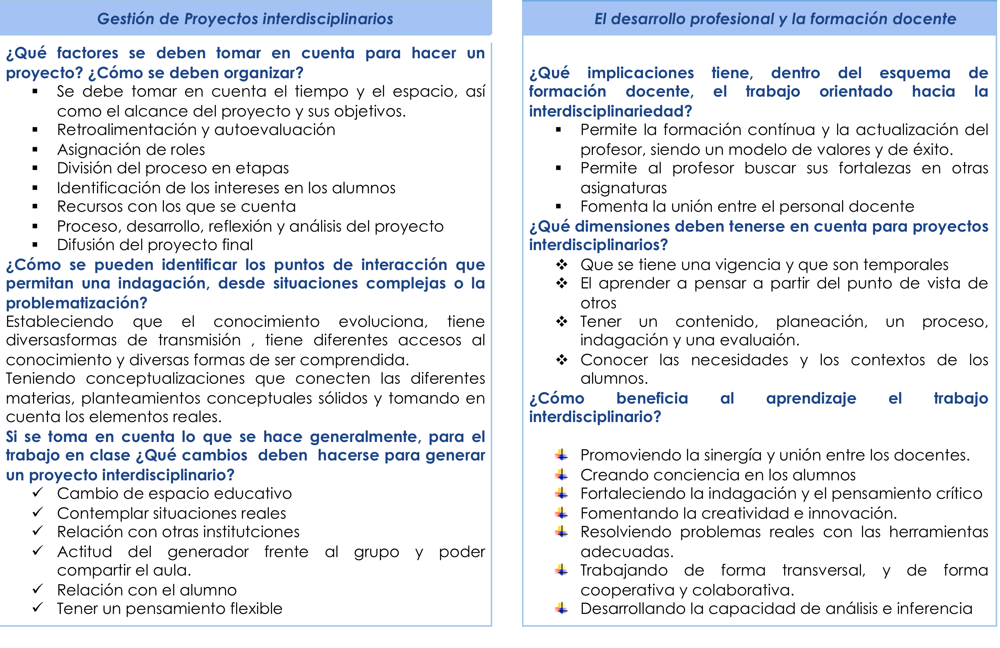 Gestión de Proyectos interdisciplinarios
¿Qué factores se deben tomar en cuenta para hacer un
proyecto? ¿Cómo se deben organizar?
▪ Se debe tomar en cuenta el tiempo y el espacio, así
como el alcance del proyecto y sus objetivos.
▪ Retroalimentación y autoevaluación
▪ Asignación de roles
▪ División del proceso en etapas
▪ Identificación de los intereses en los alumnos
▪ Recursos con los que se cuenta
▪ Proceso, desarrollo, reflexión y análisis del proyecto
▪ Difusión del proyecto final
¿Cómo se pueden identificar los puntos de interacción que
permitan una indagación, desde situaciones complejas o la
problematización?
Estableciendo que el conocimiento evoluciona, tiene
diversasformas de transmisión , tiene diferentes accesos al
conocimiento y diversas formas de ser comprendida.
Teniendo conceptualizaciones que conecten las diferentes
materias, planteamientos conceptuales sólidos y tomando en
cuenta los elementos reales.
Si se toma en cuenta lo que se hace generalmente, para el
trabajo en clase ¿Qué cambios deben hacerse para generar
un proyecto interdisciplinario?
✓ Cambio de espacio educativo
✓ Contemplar situaciones reales
✓ Relación con otras institutciones
✓ Actitud del generador frente al grupo y poder
compartir el aula.
✓ Relación con el alumno
✓ Tener un pensamiento flexible
El desarrollo profesional y la formación docente
¿Qué implicaciones tiene, dentro del esquema de
formación docente, el trabajo orientado hacia la
interdisciplinariedad?
▪ Permite la formación contínua y la actualización del
profesor, siendo un modelo de valores y de éxito.
▪ Permite al profesor buscar sus fortalezas en otras
asignaturas
▪ Fomenta la unión entre el personal docente
¿Qué dimensiones deben tenerse en cuenta para proyectos
interdisciplinarios?
❖ Que se tiene una vigencia y que son temporales
❖ El aprender a pensar a partir del punto de vista de
otros
❖ Tener un contenido, planeación, un proceso,
indagación y una evaluaión.
❖ Conocer las necesidades y los contextos de los
alumnos.
¿Cómo beneficia al aprendizaje el trabajo
interdisciplinario?
Promoviendo la sinergía y unión entre los docentes.
Creando conciencia en los alumnos
Fortaleciendo la indagación y el pensamiento crítico
Fomentando la creatividad e innovación.
Resolviendo problemas reales con las herramientas
adecuadas.
Trabajando de forma transversal, y de forma
cooperativa y colaborativa.
Desarrollando la capacidad de análisis e inferencia